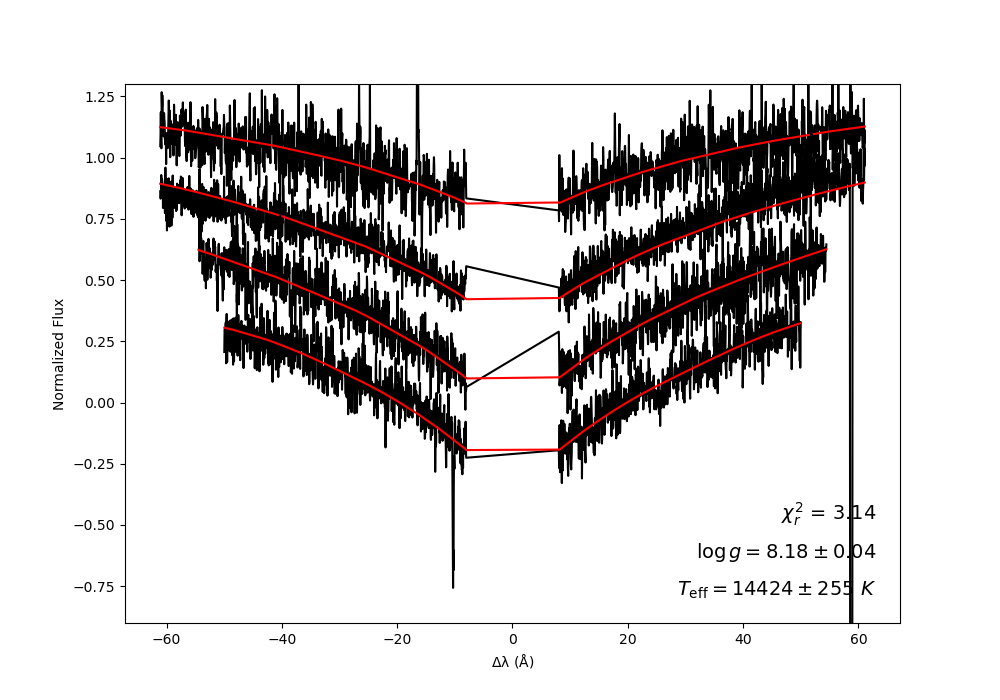 1.25
1.00
0.75
0.50
0.25
0.00
−0.25
−0.50
−0.75
Normalized Flux
χ²ᵣ = 3.14
log g = 8.18 ± 0.04
T_eff = 14424 ± 255 K
−60 −40 −20 0 20 40 60
Δλ (Å)